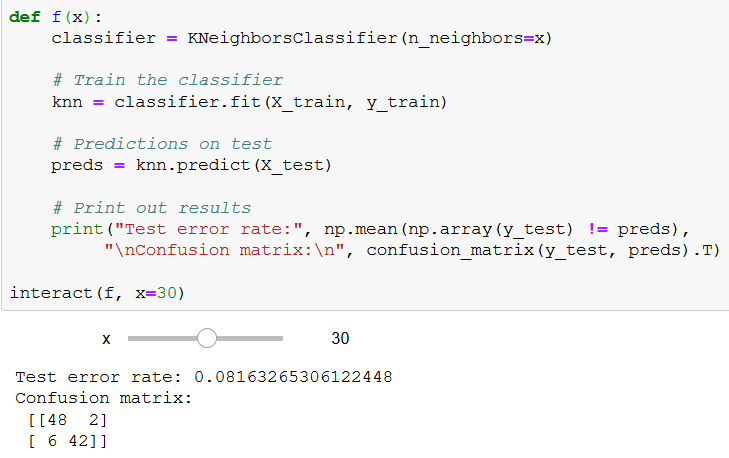 def f(x):
    classifier = KNeighborsClassifier(n_neighbors=x)
    # Train the classifier
    knn = classifier.fit(X_train, y_train)
    # Predictions on test
    preds = knn.predict(X_test)
    # Print out results
    print("Test error rate:", np.mean(np.array(y_test) != preds),
         "\nConfusion matrix:\n", confusion_matrix(y_test, preds).T)
interact(f, x=30)
x 30
Test error rate: 0.08163265306122448
Confusion matrix:
 [[48  2]
 [ 6 42]]